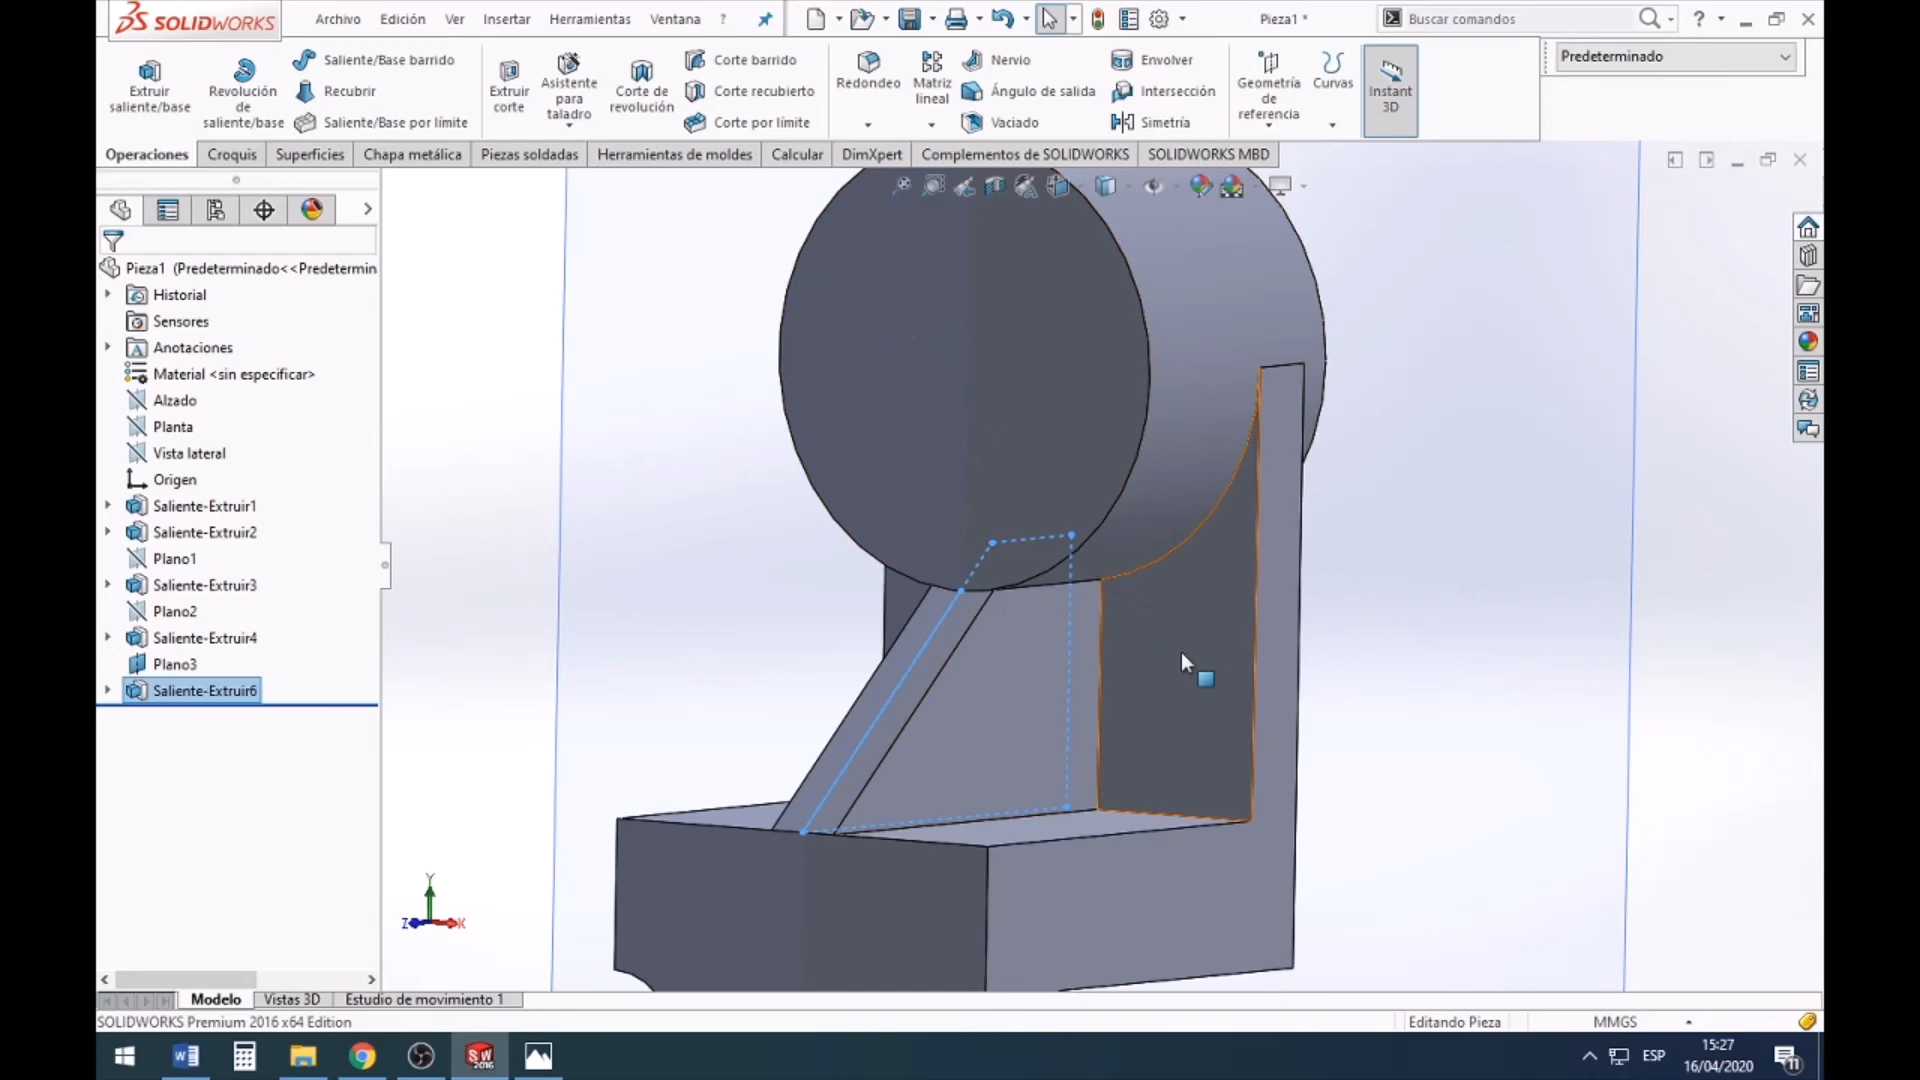 SOLIDWORKS
Archivo Edición Ver Insertar Herramientas Ventana ?
Pieza1 *
Buscar comandos
?
Extruir saliente/base
Revolución de saliente/base
Saliente/Base barrido
Recubrir
Saliente/Base por límite
Extruir corte
Asistente para taladro
Corte de revolución
Corte barrido
Corte recubierto
Corte por límite
Redondeo
Matriz lineal
Nervio
Ángulo de salida
Vaciado
Envolver
Intersección
Simetría
Geometría de referencia
Curvas
Instant 3D
Predeterminado
Operaciones Croquis Superficies Chapa metálica Piezas soldadas Herramientas de moldes Calcular DimXpert Complementos de SOLIDWORKS SOLIDWORKS MBD
Pieza1 (Predeterminado<<Predetermin
Historial
Sensores
Anotaciones
Material <sin especificar>
Alzado
Planta
Vista lateral
Origen
Saliente-Extruir1
Saliente-Extruir2
Plano1
Saliente-Extruir3
Plano2
Saliente-Extruir4
Plano3
Saliente-Extruir6
Y
Z X
Modelo Vistas 3D Estudio de movimiento 1
SOLIDWORKS Premium 2016 x64 Edition
Editando Pieza
MMGS
ESP
15:27
16/04/2020
11